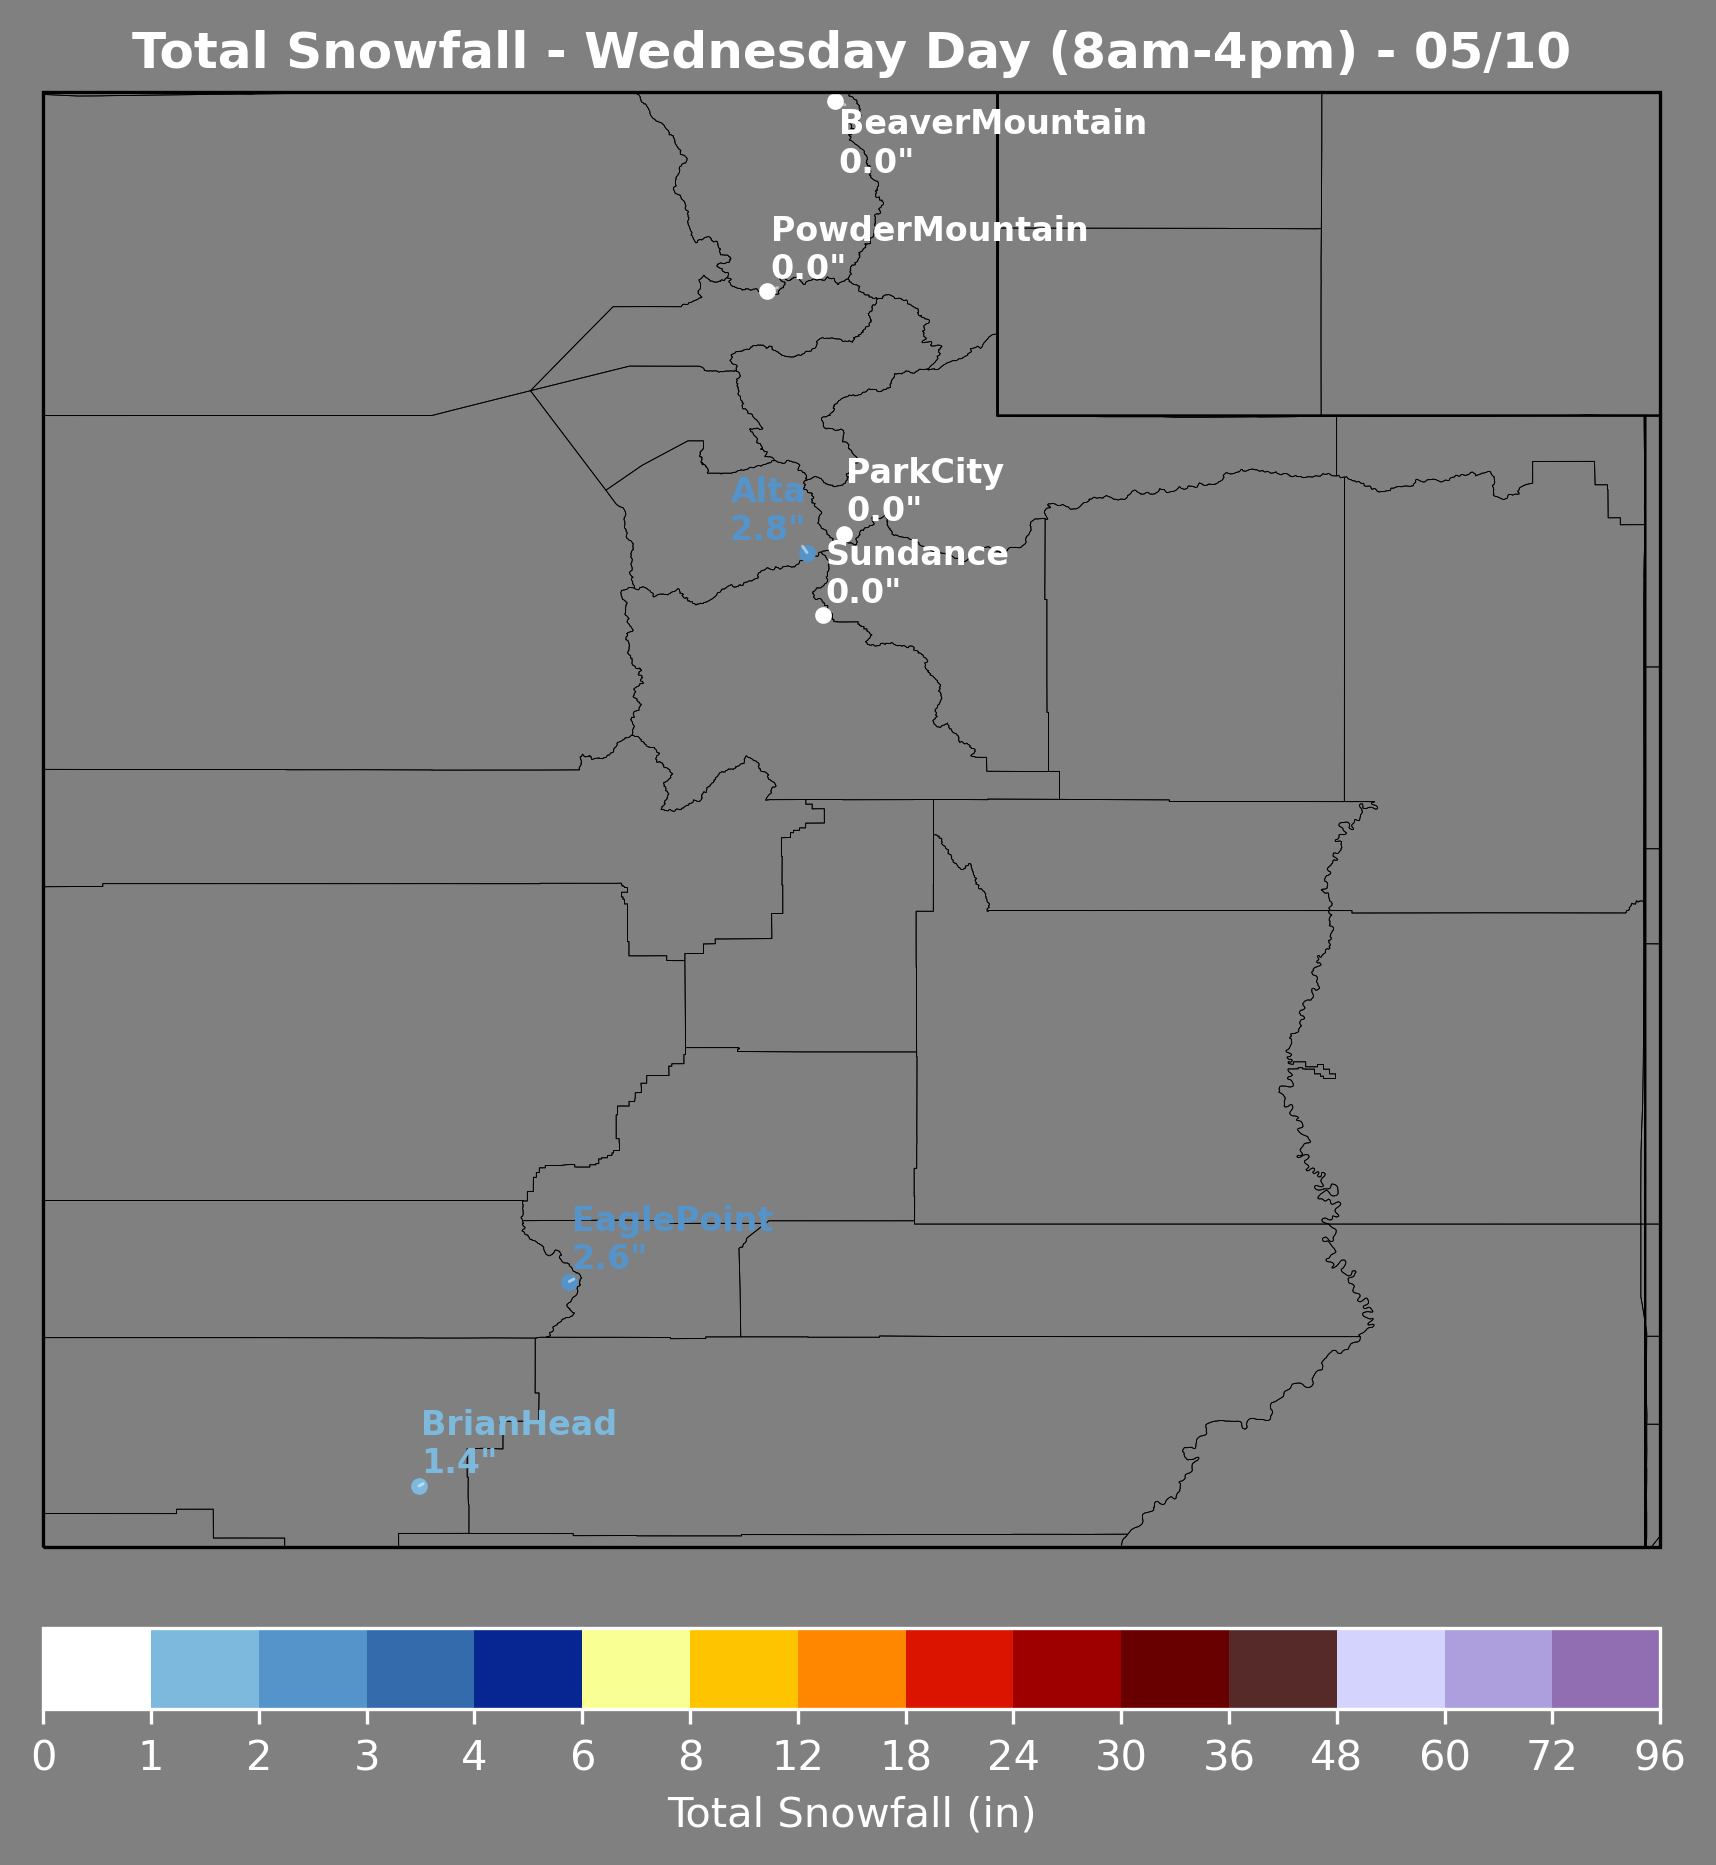 Total Snowfall - Wednesday Day (8am-4pm) - 05/10
BeaverMountain
0.0"
PowderMountain
0.0"
ParkCity
0.0"
Alta
2.8"
Sundance
0.0"
EaglePoint
2.6"
BrianHead
1.4"
0 1 2 3 4 6 8 12 18 24 30 36 48 60 72 96
Total Snowfall (in)